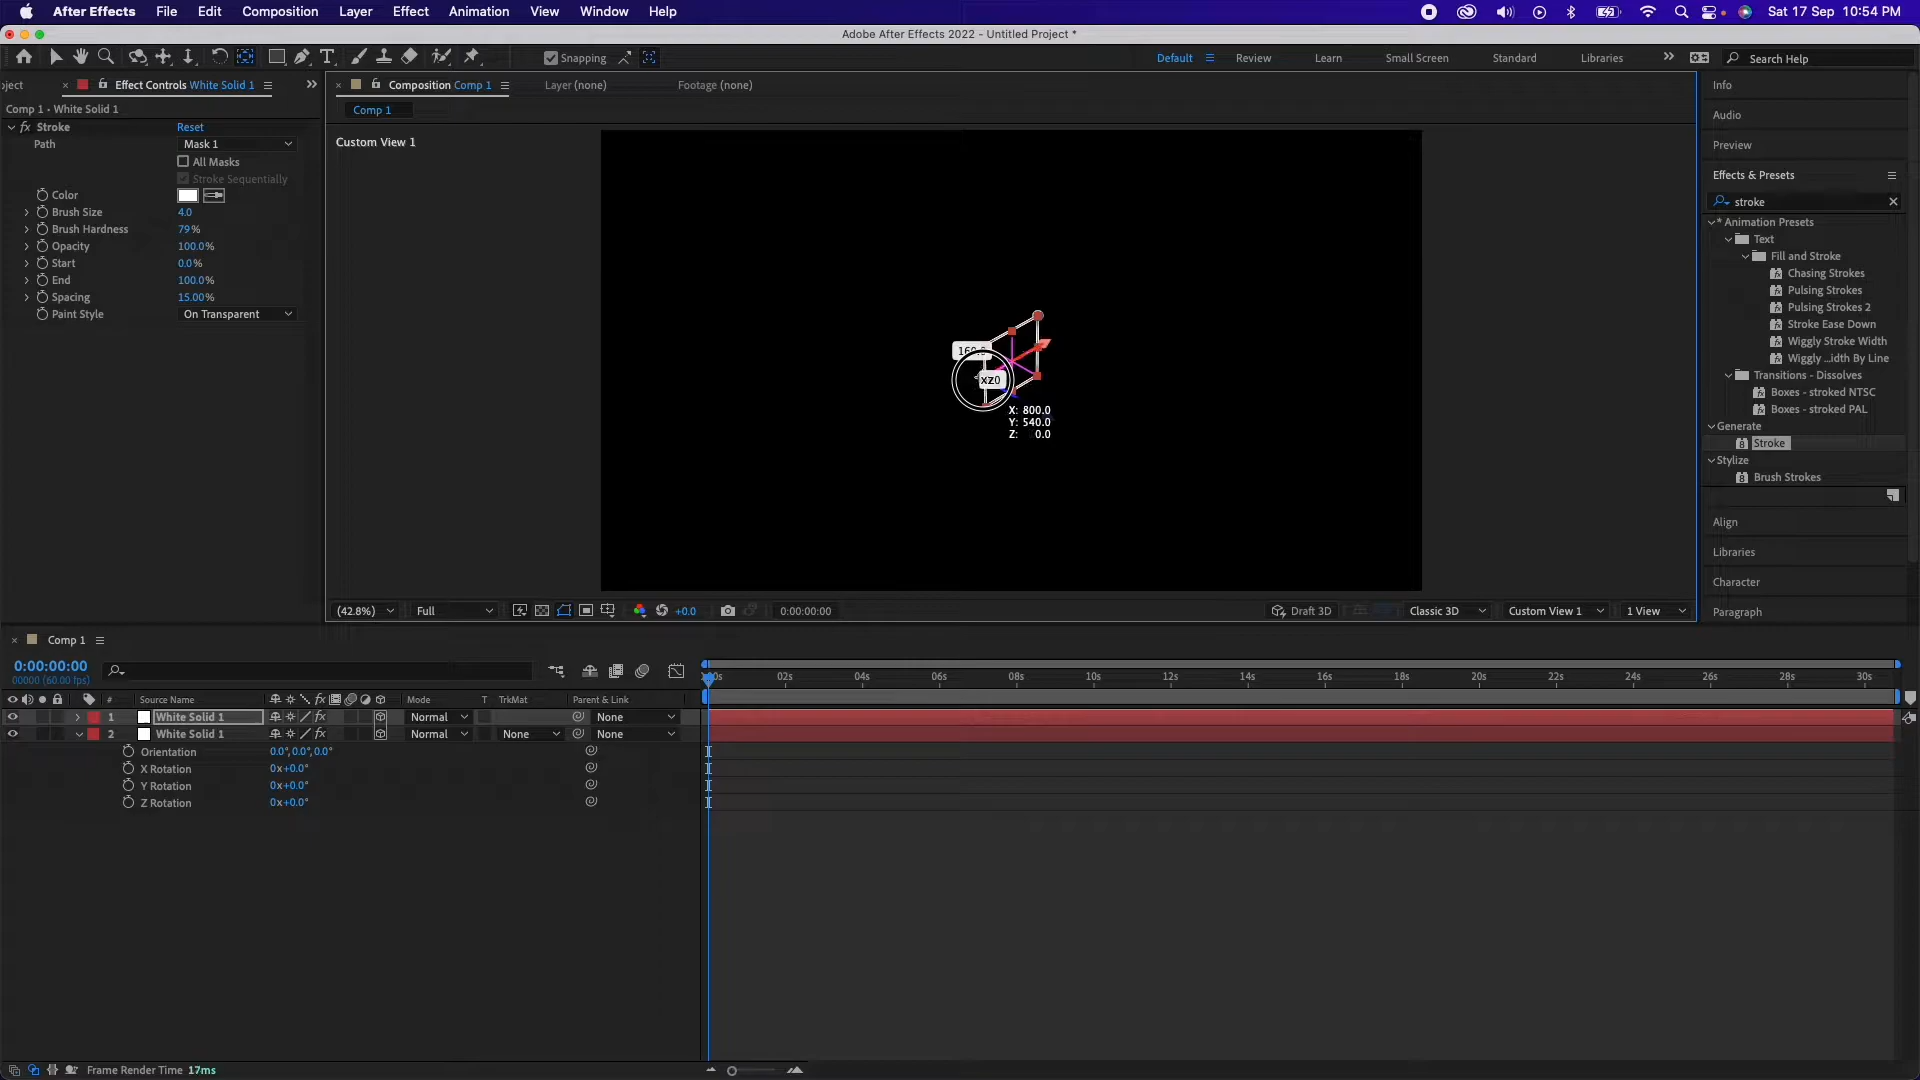 After Effects File Edit Composition Layer Effect Animation View Window Help Sat 17 Sep 10:54 PM
Adobe After Effects 2022 - Untitled Project *
Snapping Default Review Learn Small Screen Standard Libraries Search Help
oject Effect Controls White Solid 1
Comp 1 • White Solid 1
fx Stroke Reset
Path Mask 1
All Masks
Stroke Sequentially
Color
Brush Size 4.0
Brush Hardness 79%
Opacity 100.0%
Start 0.0%
End 100.0%
Spacing 15.00%
Paint Style On Transparent
Composition Comp 1 Layer (none) Footage (none)
Comp 1
Custom View 1
XZ0
X: 800.0
Y: 540.0
Z: 0.0
(42.8%) Full +0.0 0:00:00:00 Draft 3D Classic 3D Custom View 1 1 View
Info
Audio
Preview
Effects & Presets
stroke
* Animation Presets
Text
Fill and Stroke
Chasing Strokes
Pulsing Strokes
Pulsing Strokes 2
Stroke Ease Down
Wiggly Stroke Width
Wiggly ...idth By Line
Transitions - Dissolves
Boxes - stroked NTSC
Boxes - stroked PAL
Generate
Stroke
Stylize
Brush Strokes
Align
Libraries
Character
Paragraph
Comp 1
0:00:00:00
00000 (60.00 fps)
02s 04s 06s 08s 10s 12s 14s 16s 18s 20s 22s 24s 26s 28s 30s
# Source Name fx Mode T TrkMat Parent & Link
1 White Solid 1 fx Normal None
2 White Solid 1 fx Normal None None
Orientation 0.0°,0.0°,0.0°
X Rotation 0x+0.0°
Y Rotation 0x+0.0°
Z Rotation 0x+0.0°
Frame Render Time 17ms